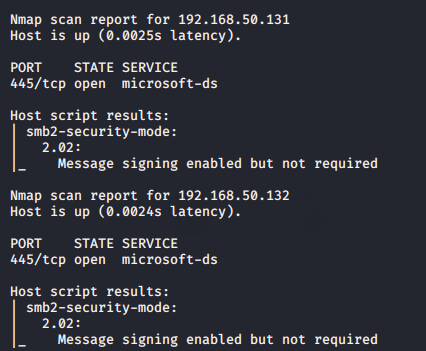 Nmap scan report for 192.168.50.131
Host is up (0.0025s latency).
PORT    STATE SERVICE
445/tcp open  microsoft-ds
Host script results:
| smb2-security-mode:
|   2.02:
|_    Message signing enabled but not required
Nmap scan report for 192.168.50.132
Host is up (0.0024s latency).
PORT    STATE SERVICE
445/tcp open  microsoft-ds
Host script results:
| smb2-security-mode:
|   2.02:
|_    Message signing enabled but not required